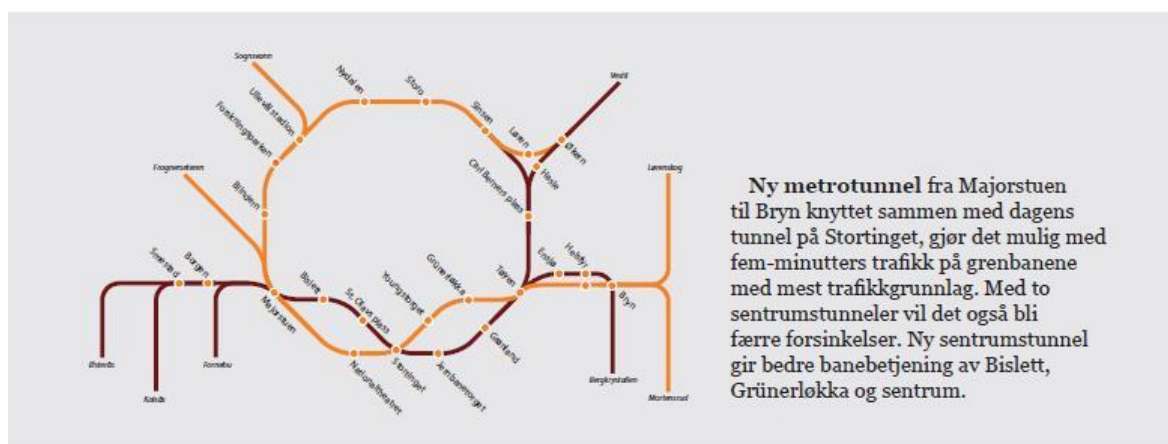 Sognsvann
Nydalen
Storo
Ullevål stadion
Sinsen
Vestli
Forskningsparken
Løren
Økern
Frognerseteren
Carl Berners plass
Hasle
Lørenskog
Blindern
Smestad
Borgen
Ensjø
Helsfyr
Bislett
Grünerløkka
Tøyen
St. Olavs plass
Youngstorget
Bryn
Majorstuen
Østerås
Fornebu
Grønland
Kolsås
Nationaltheatret
Stortinget
Jernbanetorget
Bergkrystallen
Mortensrud
Ny metrotunnel fra Majorstuen
til Bryn knyttet sammen med dagens
tunnel på Stortinget, gjør det mulig med
fem-minutters trafikk på grenbanene
med mest trafikkgrunnlag. Med to
sentrumstunneler vil det også bli
færre forsinkelser. Ny sentrumstunnel
gir bedre banebetjening av Bislett,
Grünerløkka og sentrum.